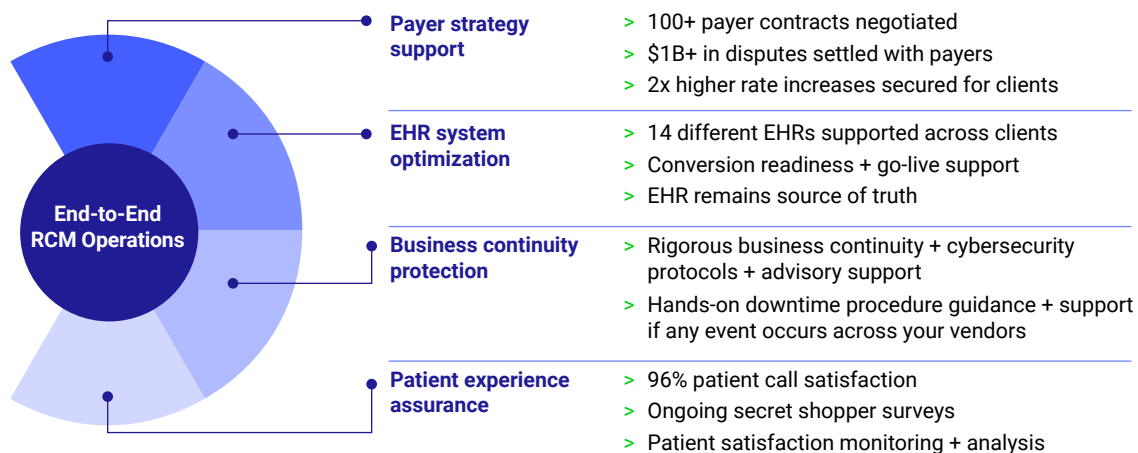 End-to-End
RCM Operations
Payer strategy
support
> 100+ payer contracts negotiated
> $1B+ in disputes settled with payers
> 2x higher rate increases secured for clients
EHR system
optimization
> 14 different EHRs supported across clients
> Conversion readiness + go-live support
> EHR remains source of truth
Business continuity
protection
> Rigorous business continuity + cybersecurity
protocols + advisory support
> Hands-on downtime procedure guidance + support
if any event occurs across your vendors
Patient experience
assurance
> 96% patient call satisfaction
> Ongoing secret shopper surveys
> Patient satisfaction monitoring + analysis